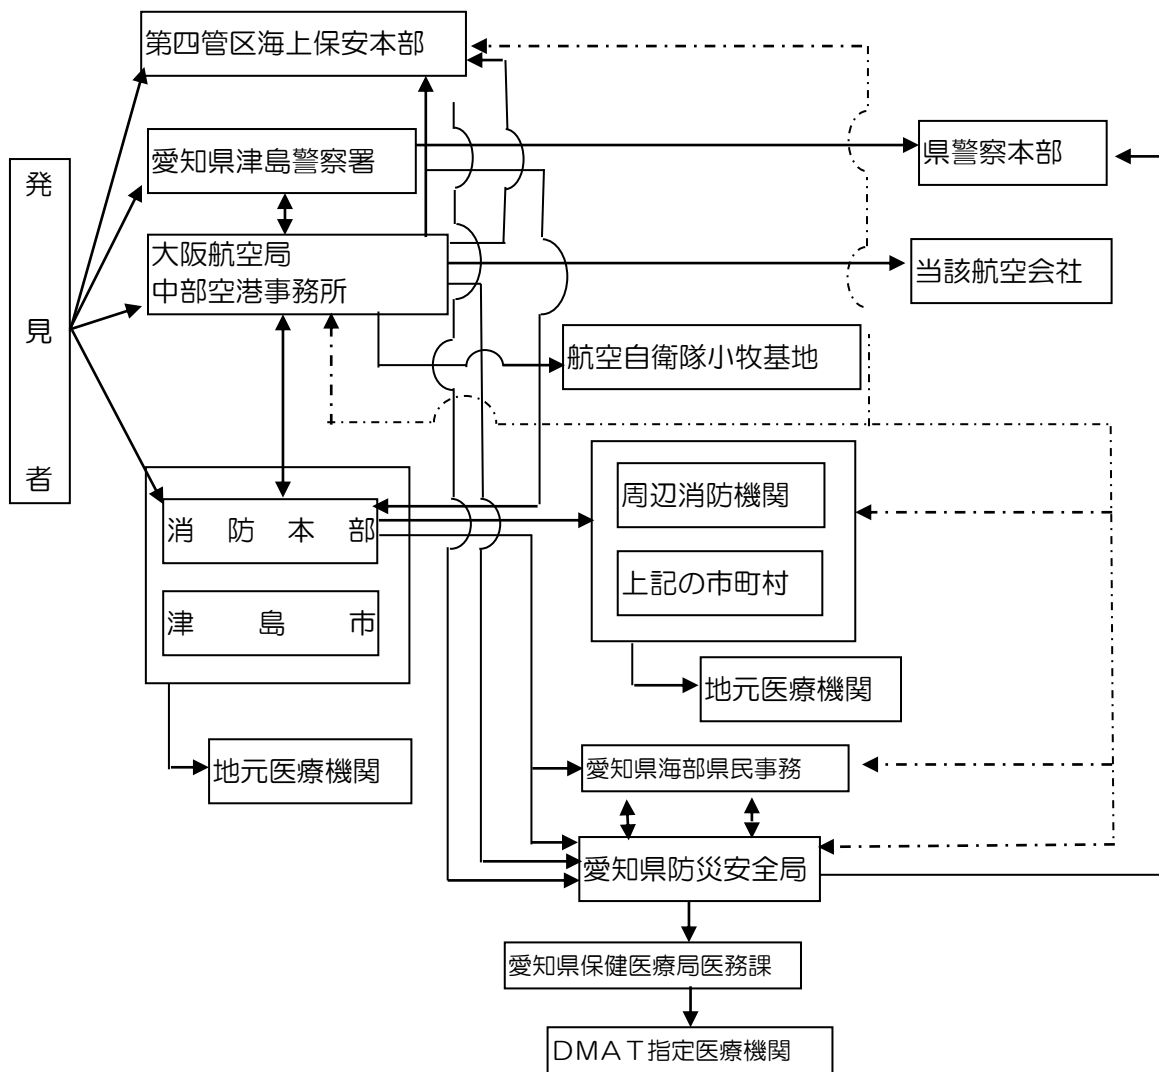 第四管区海上保安本部
愛知県津島警察署
県警察本部
発見者
大阪航空局
中部空港事務所
当該航空会社
航空自衛隊小牧基地
周辺消防機関
消防本部
上記の市町村
津島市
地元医療機関
地元医療機関
愛知県海部県民事務
愛知県防災安全局
愛知県保健医療局医務課
DMAT指定医療機関